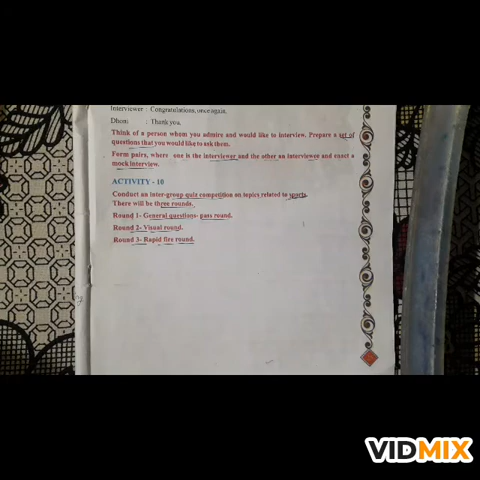 Interviewer : Congratulations, once again.
Dhoni : Thank you.
Think of a person whom you admire and would like to interview. Prepare a set of
questions that you would like to ask them.
Form pairs, where one is the interviewer and the other an interviewer and enact a
mock interview.
ACTIVITY - 10
Conduct an inter-group quiz competition on topics related to sports.
There will be three rounds.
Round 1- General questions- pass round.
Round 2- Visual round.
Round 3- Rapid fire round.
VIDMIX